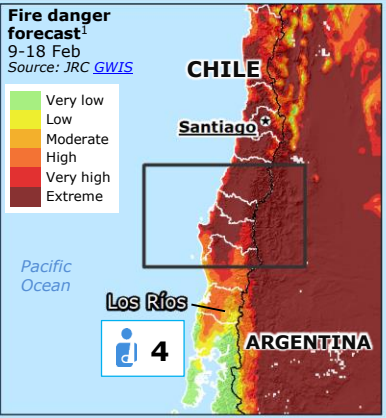 Fire danger
forecast1
9-18 Feb
Source: JRC GWIS
Very low
Low
Moderate
High
Very high
Extreme
CHILE
Santiago
Pacific
Ocean
Los Ríos
4
ARGENTINA